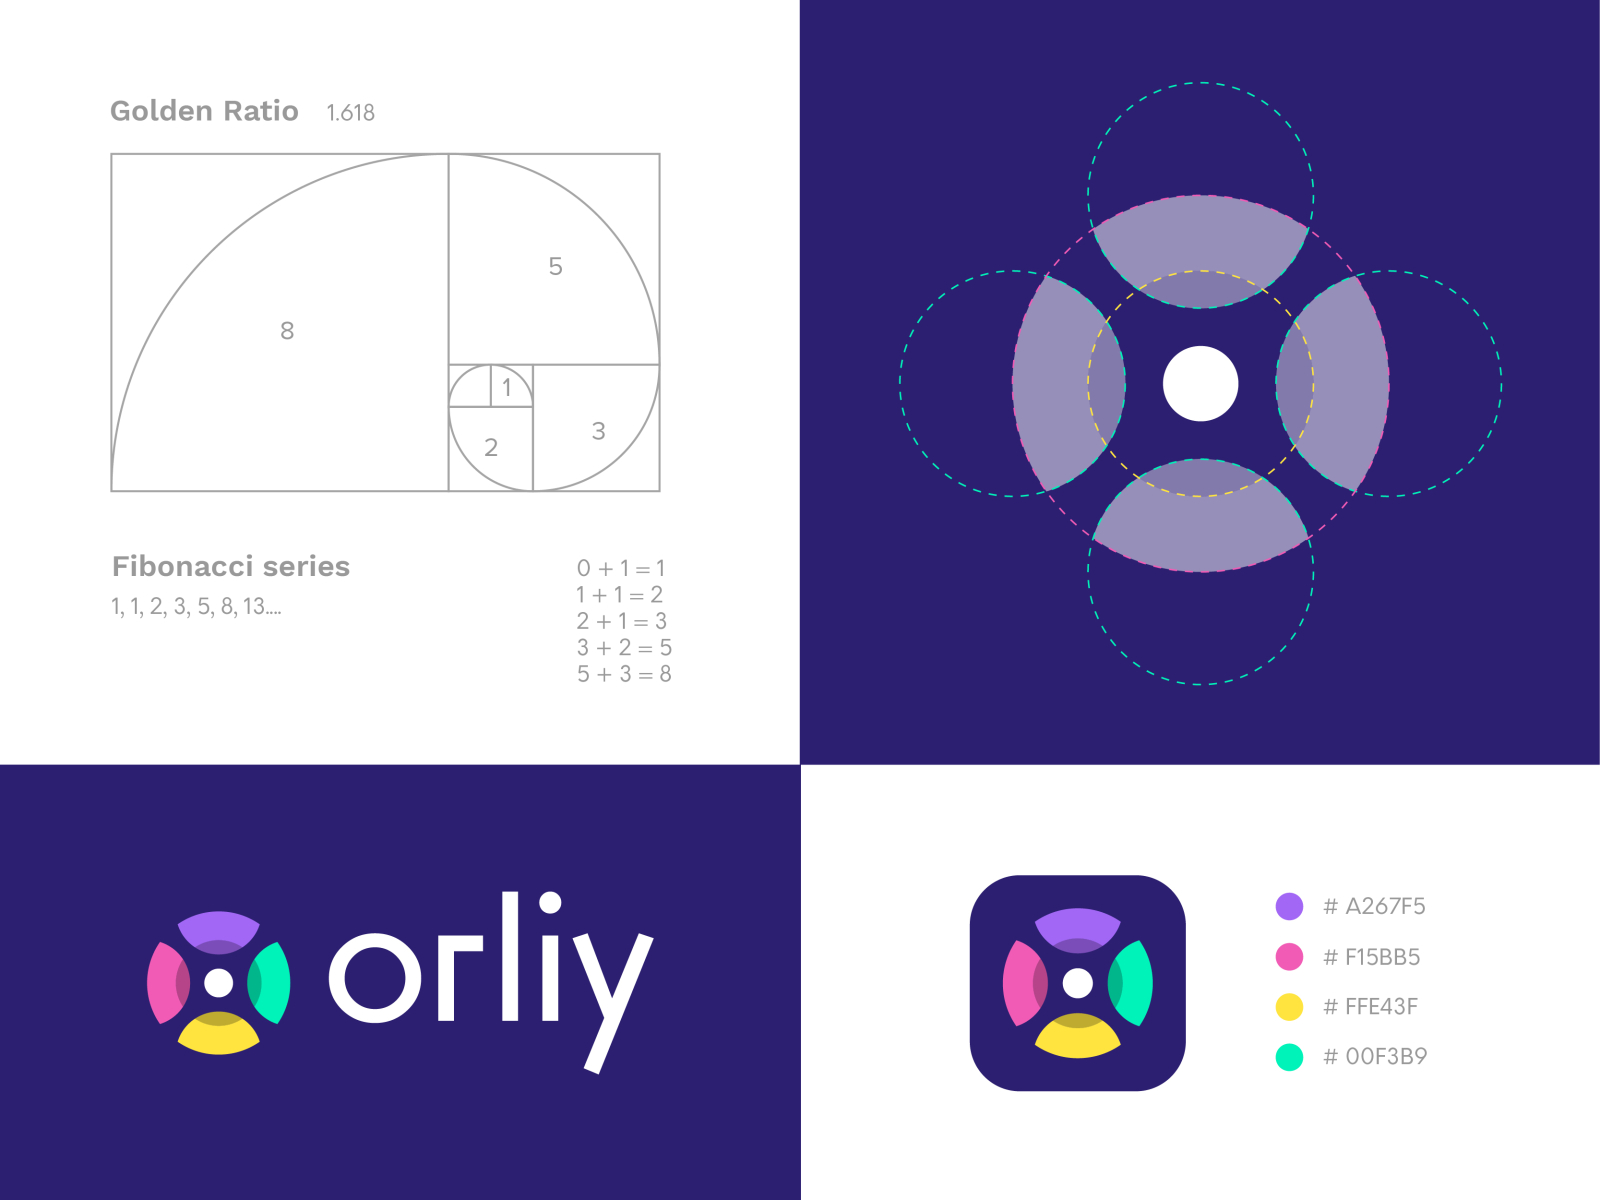 Golden Ratio 1.618
8
5
1
2
3
Fibonacci series
1, 1, 2, 3, 5, 8, 13....
0 + 1 = 1
1 + 1 = 2
2 + 1 = 3
3 + 2 = 5
5 + 3 = 8
orliy
# A267F5
# F15BB5
# FFE43F
# 00F3B9